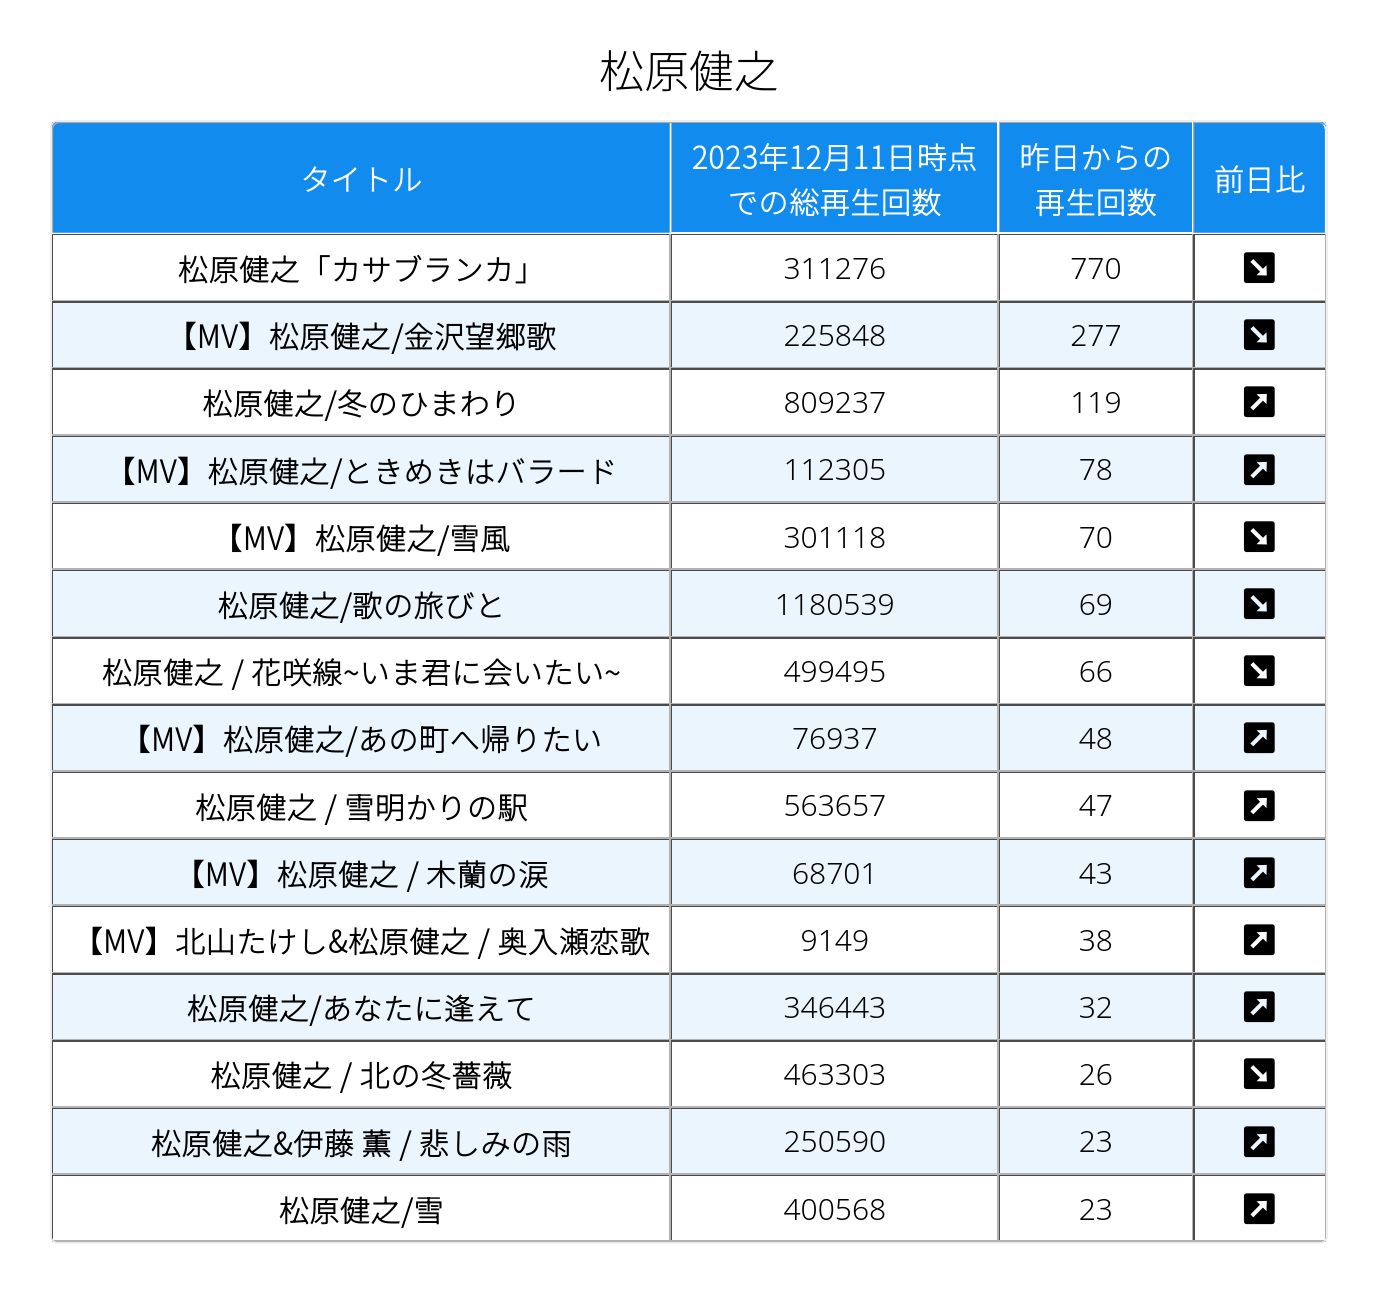 松原健之
タイトル
2023年12月11日時点
での総再生回数
昨日からの
再生回数
前日比
松原健之「カサブランカ」 311276 770 ↘
【MV】松原健之/金沢望郷歌 225848 277 ↘
松原健之/冬のひまわり 809237 119 ↗
【MV】松原健之/ときめきはバラード 112305 78 ↗
【MV】松原健之/雪風 301118 70 ↘
松原健之/歌の旅びと 1180539 69 ↘
松原健之 / 花咲線~いま君に会いたい~ 499495 66 ↘
【MV】松原健之/あの町へ帰りたい 76937 48 ↗
松原健之 / 雪明かりの駅 563657 47 ↗
【MV】松原健之 / 木蘭の涙 68701 43 ↗
【MV】北山たけし&松原健之 / 奥入瀬恋歌 9149 38 ↗
松原健之/あなたに逢えて 346443 32 ↗
松原健之 / 北の冬薔薇 463303 26 ↘
松原健之&伊藤 薫 / 悲しみの雨 250590 23 ↗
松原健之/雪 400568 23 ↗